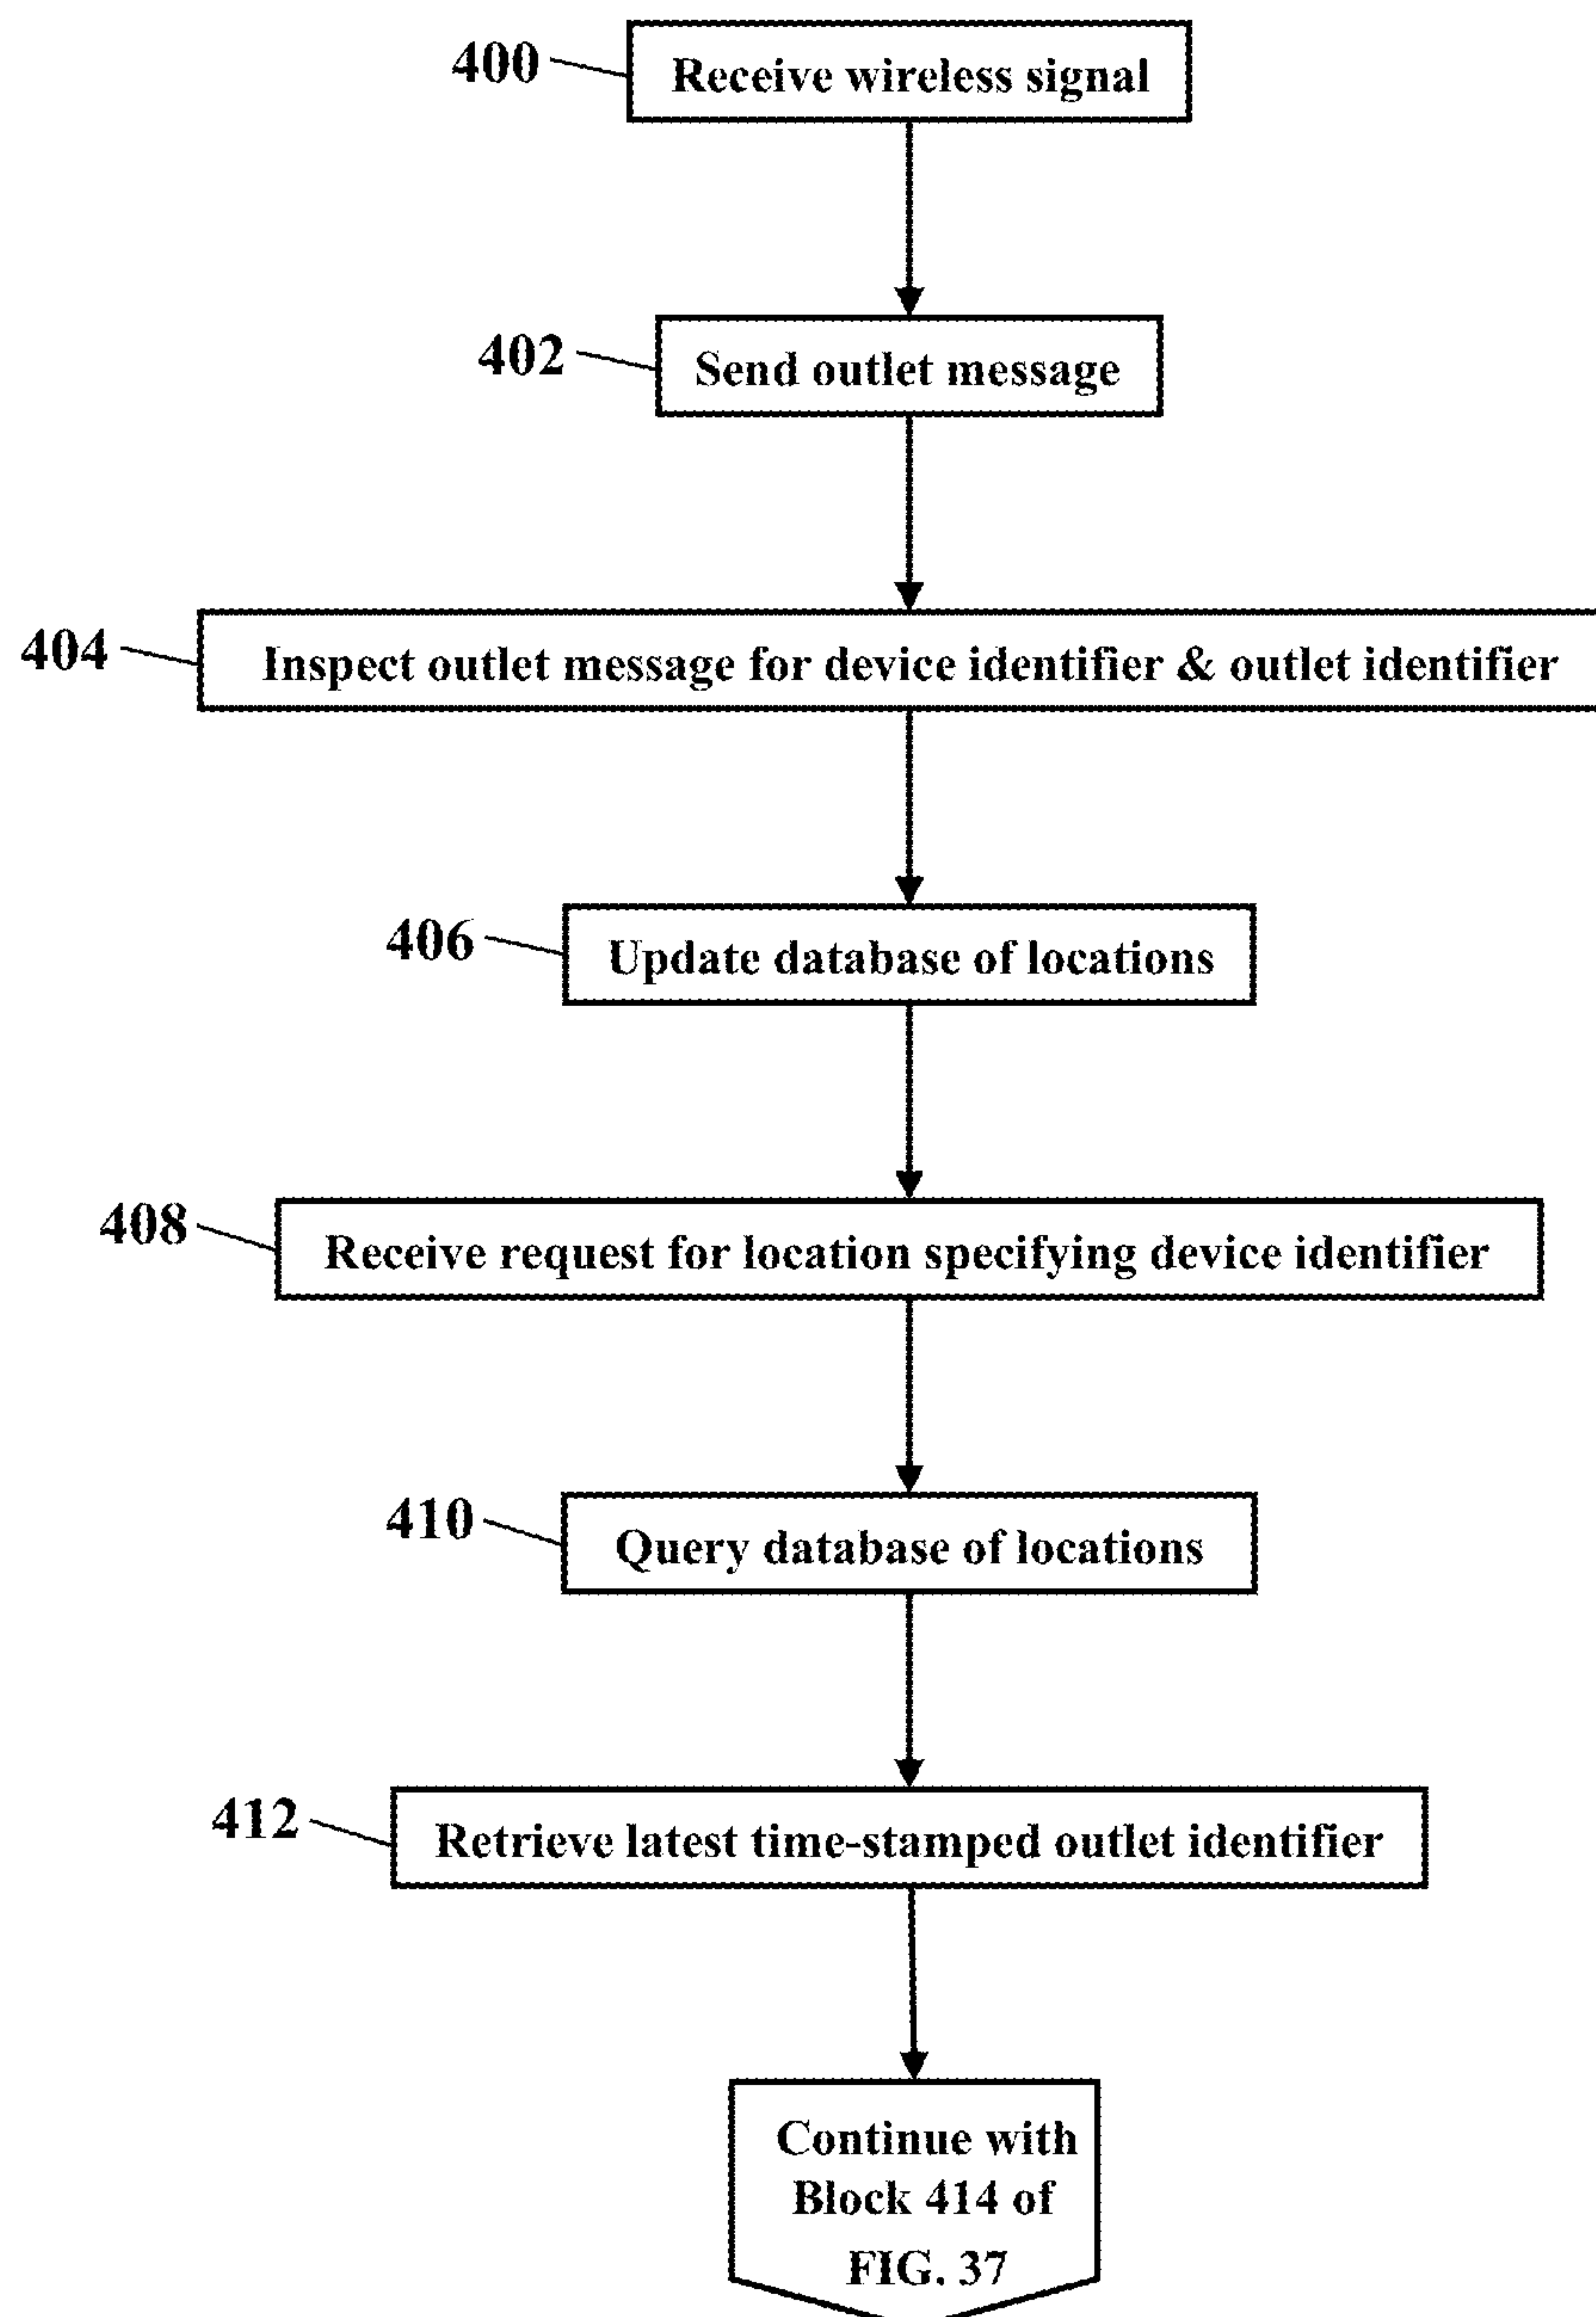 400
Receive wireless signal
402
Send outlet message
404
Inspect outlet message for device identifier & outlet identifier
406
Update database of locations
408
Receive request for location specifying device identifier
410
Query database of locations
412
Retrieve latest time-stamped outlet identifier
Continue with
Block 414 of
FIG. 37